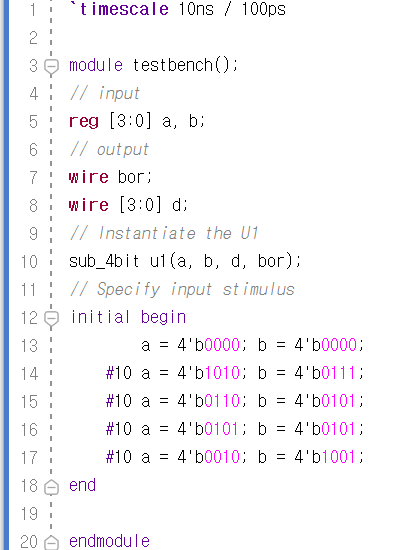 1 `timescale 10ns / 100ps
2
3 module testbench();
4 // input
5 reg [3:0] a, b;
6 // output
7 wire bor;
8 wire [3:0] d;
9 // Instantiate the U1
10 sub_4bit u1(a, b, d, bor);
11 // Specify input stimulus
12 initial begin
13 a = 4'b0000; b = 4'b0000;
14 #10 a = 4'b1010; b = 4'b0111;
15 #10 a = 4'b0110; b = 4'b0101;
16 #10 a = 4'b0101; b = 4'b0101;
17 #10 a = 4'b0010; b = 4'b1001;
18 end
19
20 endmodule